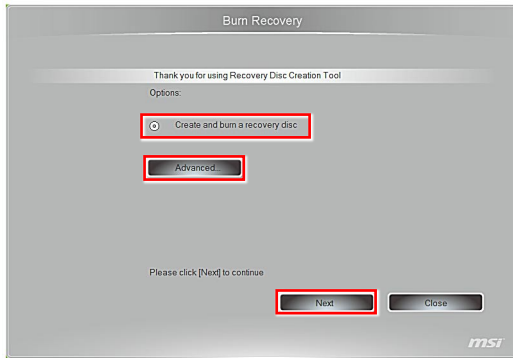 Burn Recovery
Thank you for using Recovery Disc Creation Tool
Options:
Create and burn a recovery disc
Advanced..
Please click [Next] to continue
Next
Close
msi